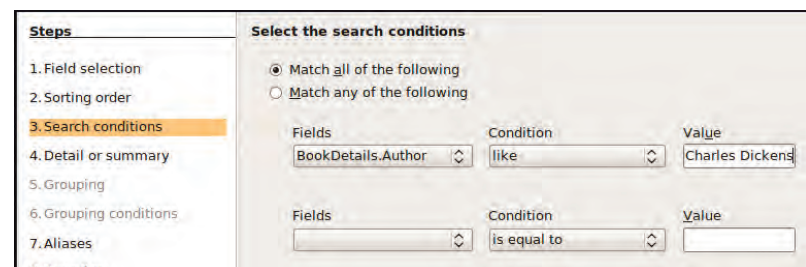 Steps
1. Field selection
2. Sorting order
3. Search conditions
4. Detail or summary
5. Grouping
6. Grouping conditions
7. Aliases
Select the search conditions
Match all of the following
Match any of the following
Fields Condition Value
BookDetails.Author like Charles Dickens
Fields Condition Value
is equal to